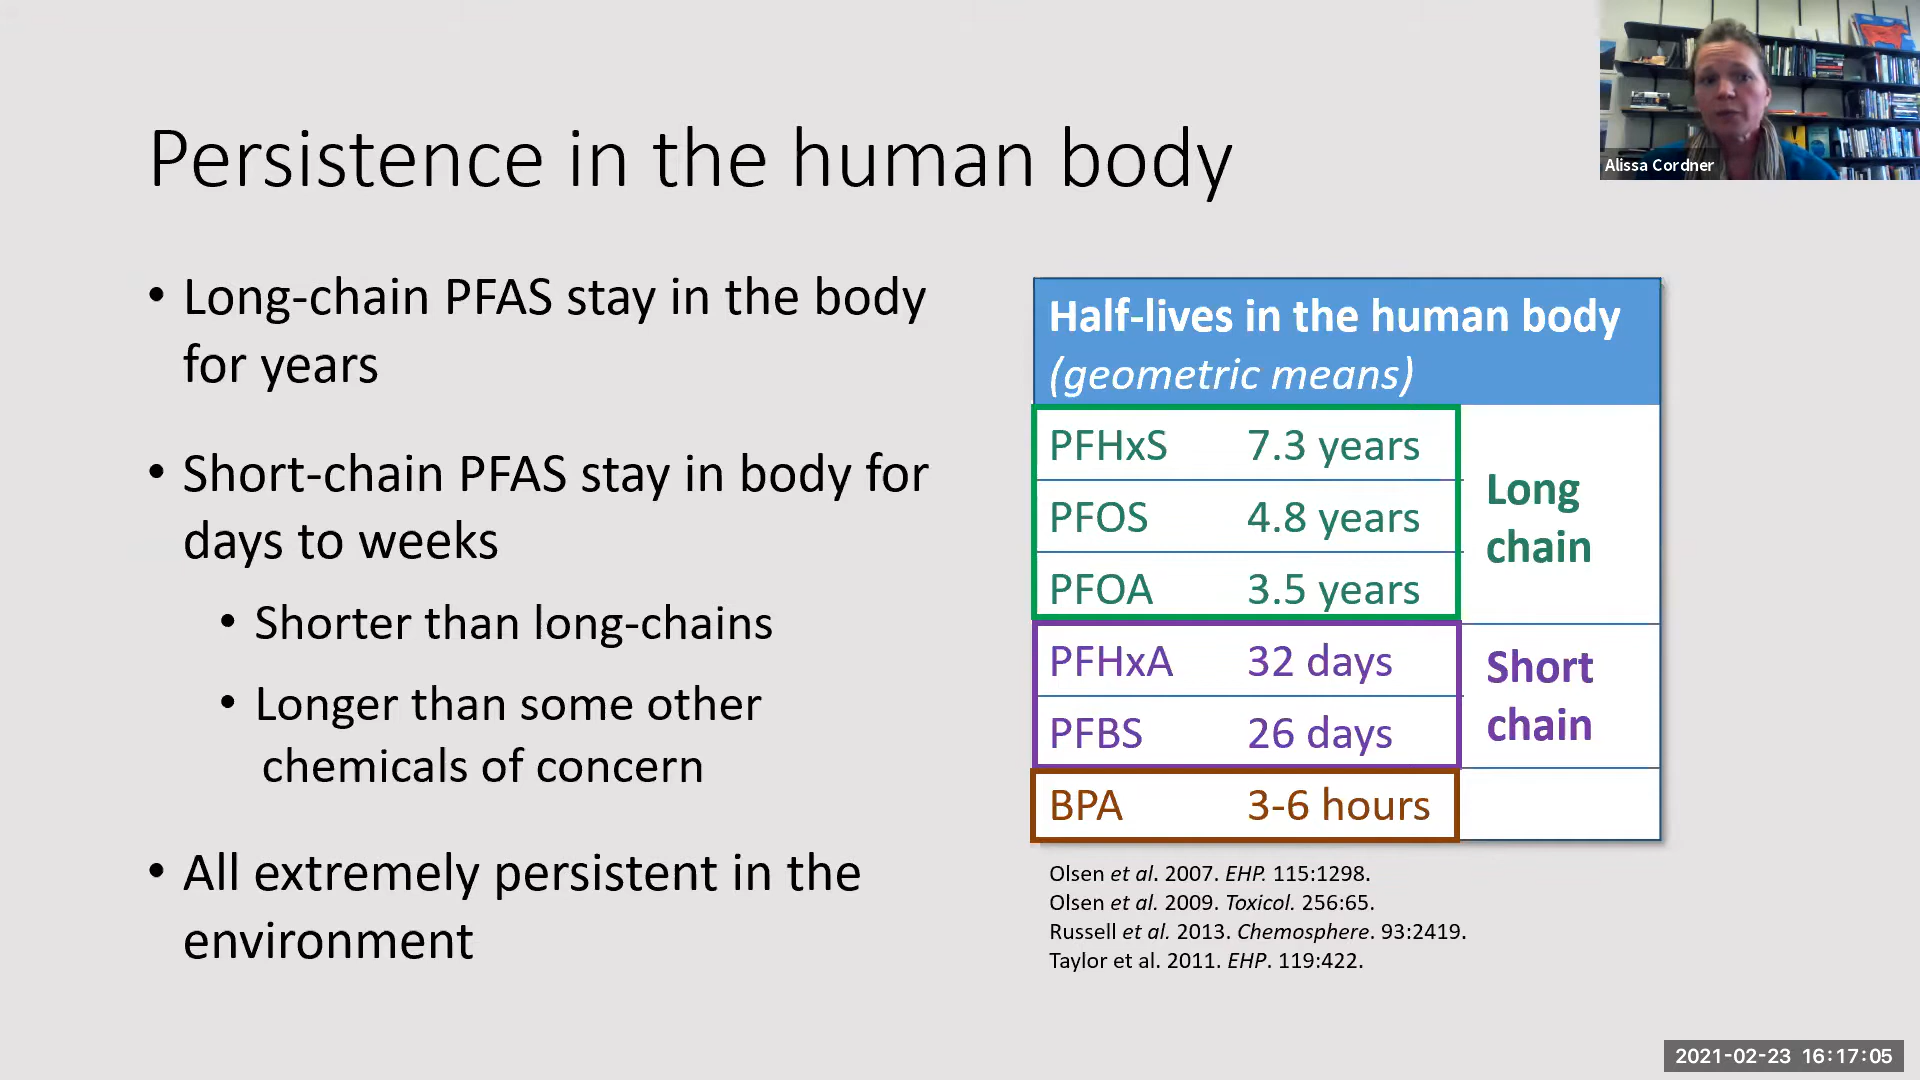 Persistence in the human body
Alissa Cordner
• Long-chain PFAS stay in the body
for years
• Short-chain PFAS stay in body for
days to weeks
• Shorter than long-chains
• Longer than some other
chemicals of concern
• All extremely persistent in the
environment
Half-lives in the human body
(geometric means)
PFHxS 7.3 years
PFOS 4.8 years
PFOA 3.5 years
Long
chain
PFHxA 32 days
PFBS 26 days
Short
chain
BPA 3-6 hours
Olsen et al. 2007. EHP. 115:1298.
Olsen et al. 2009. Toxicol. 256:65.
Russell et al. 2013. Chemosphere. 93:2419.
Taylor et al. 2011. EHP. 119:422.
2021-02-23 16:17:05